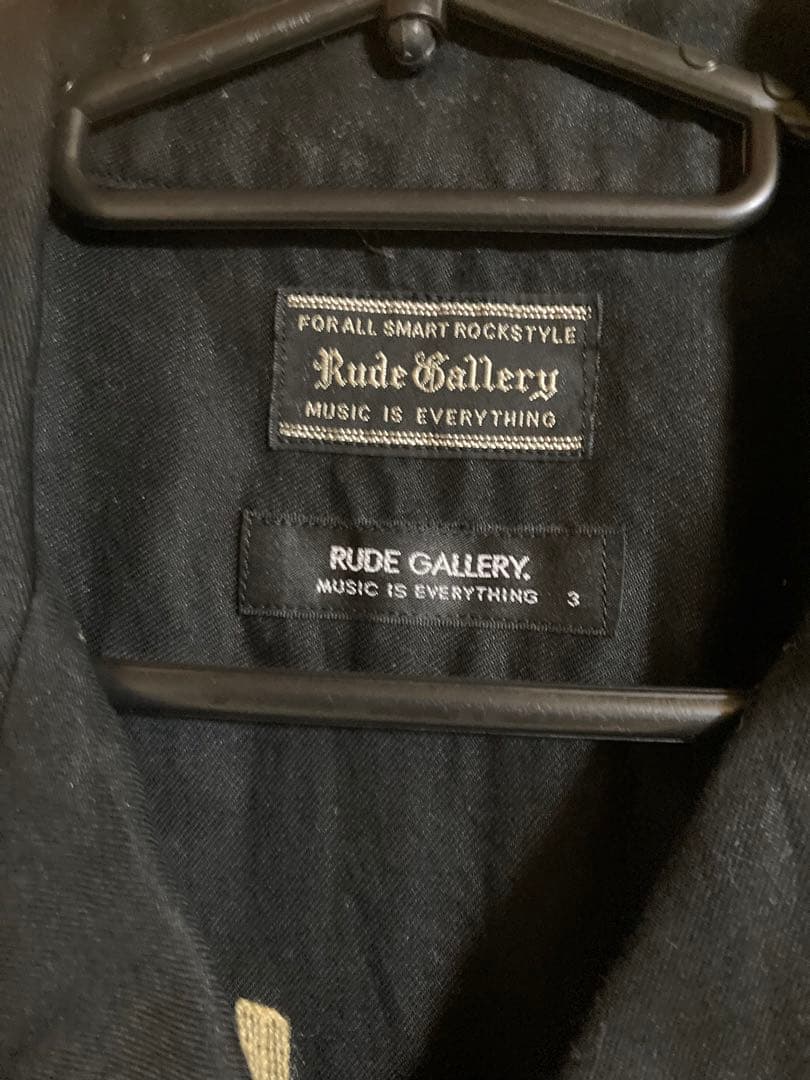 FOR ALL SMART ROCKSTYLE
Rude Gallery
MUSIC IS EVERYTHING
RUDE GALLERY.
MUSIC IS EVERYTHING 3